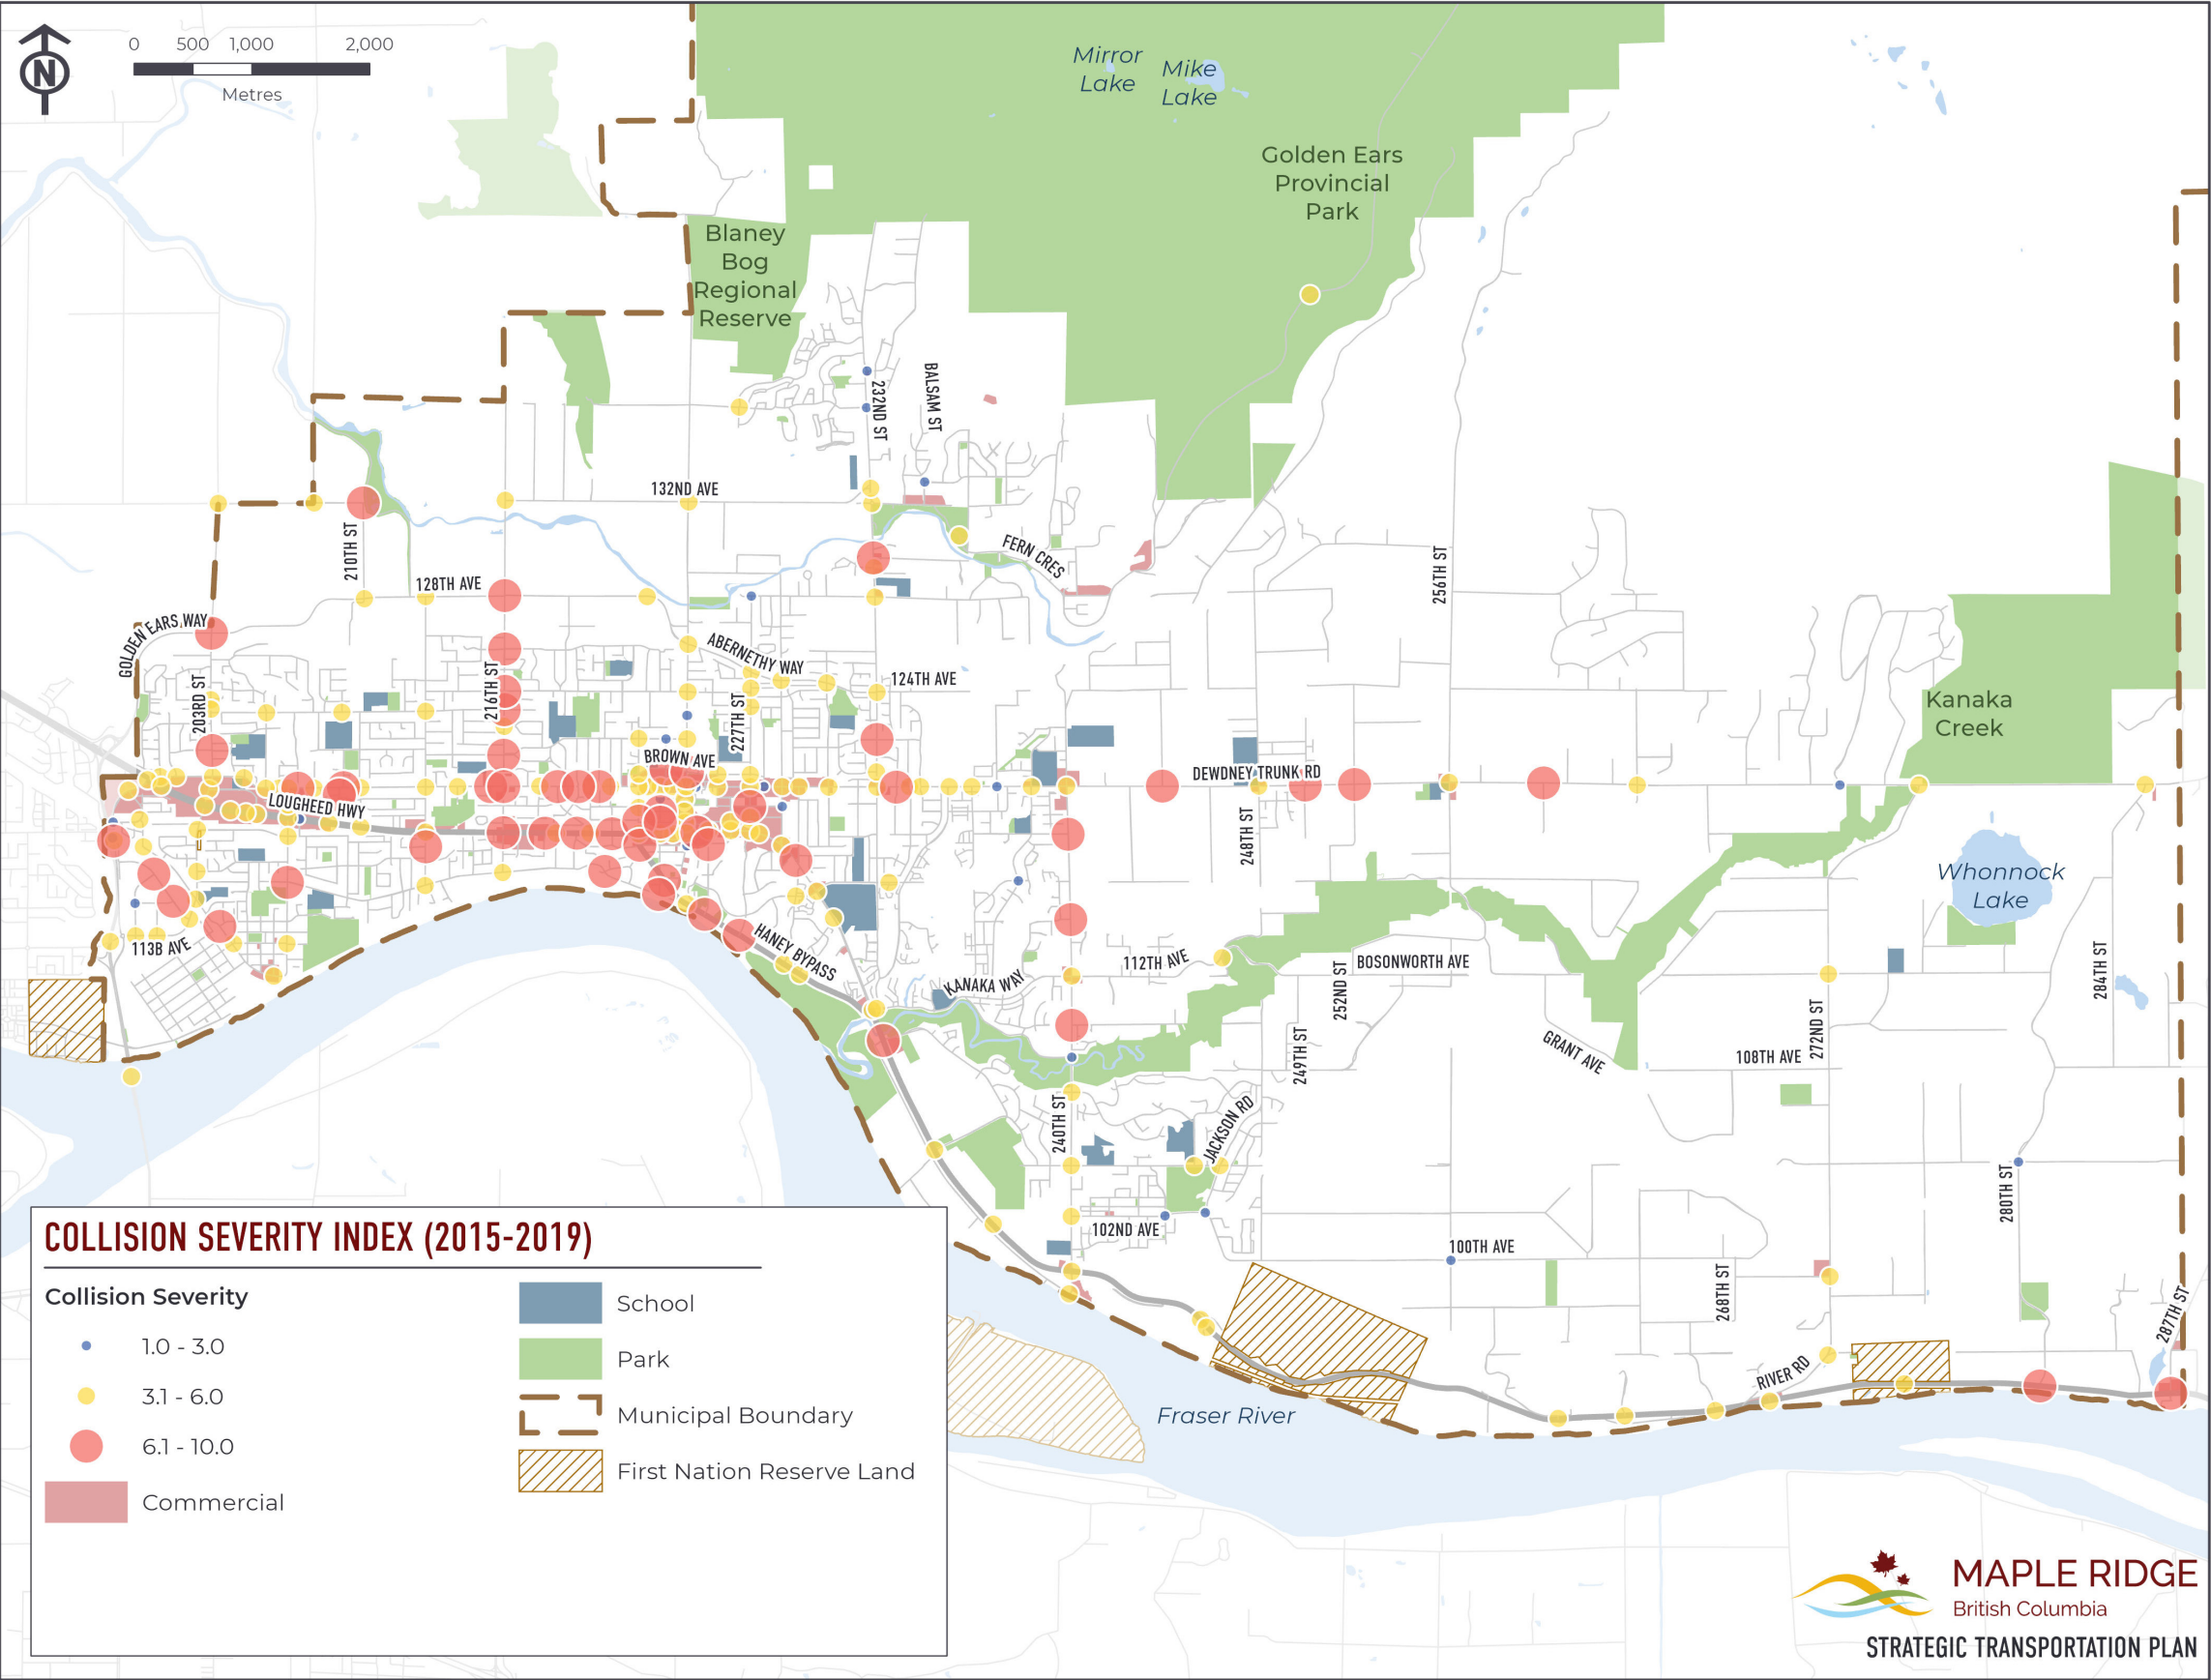 0 500 1,000 2,000
Metres
N
Mirror
Lake
Mike
Lake
Golden Ears
Provincial
Park
Blaney
Bog
Regional
Reserve
232ND ST
BALSAM ST
132ND AVE
210TH ST
FERN CRES
256TH ST
128TH AVE
GOLDEN EARS WAY
ABERNETHY WAY
124TH AVE
203RD ST
216TH ST
227TH ST
Kanaka
Creek
BROWN AVE
DEWDNEY TRUNK RD
LOUGHEED HWY
248TH ST
Whonnock
Lake
113B AVE
HANEY BYPASS
KANAKA WAY
112TH AVE
BOSONWORTH AVE
252ND ST
284TH ST
249TH ST
GRANT AVE
272ND ST
108TH AVE
240TH ST
JACKSON RD
280TH ST
102ND AVE
100TH AVE
268TH ST
287TH ST
RIVER RD
Fraser River
COLLISION SEVERITY INDEX (2015-2019)
Collision Severity
1.0 - 3.0
3.1 - 6.0
6.1 - 10.0
Commercial
School
Park
Municipal Boundary
First Nation Reserve Land
MAPLE RIDGE
British Columbia
STRATEGIC TRANSPORTATION PLAN